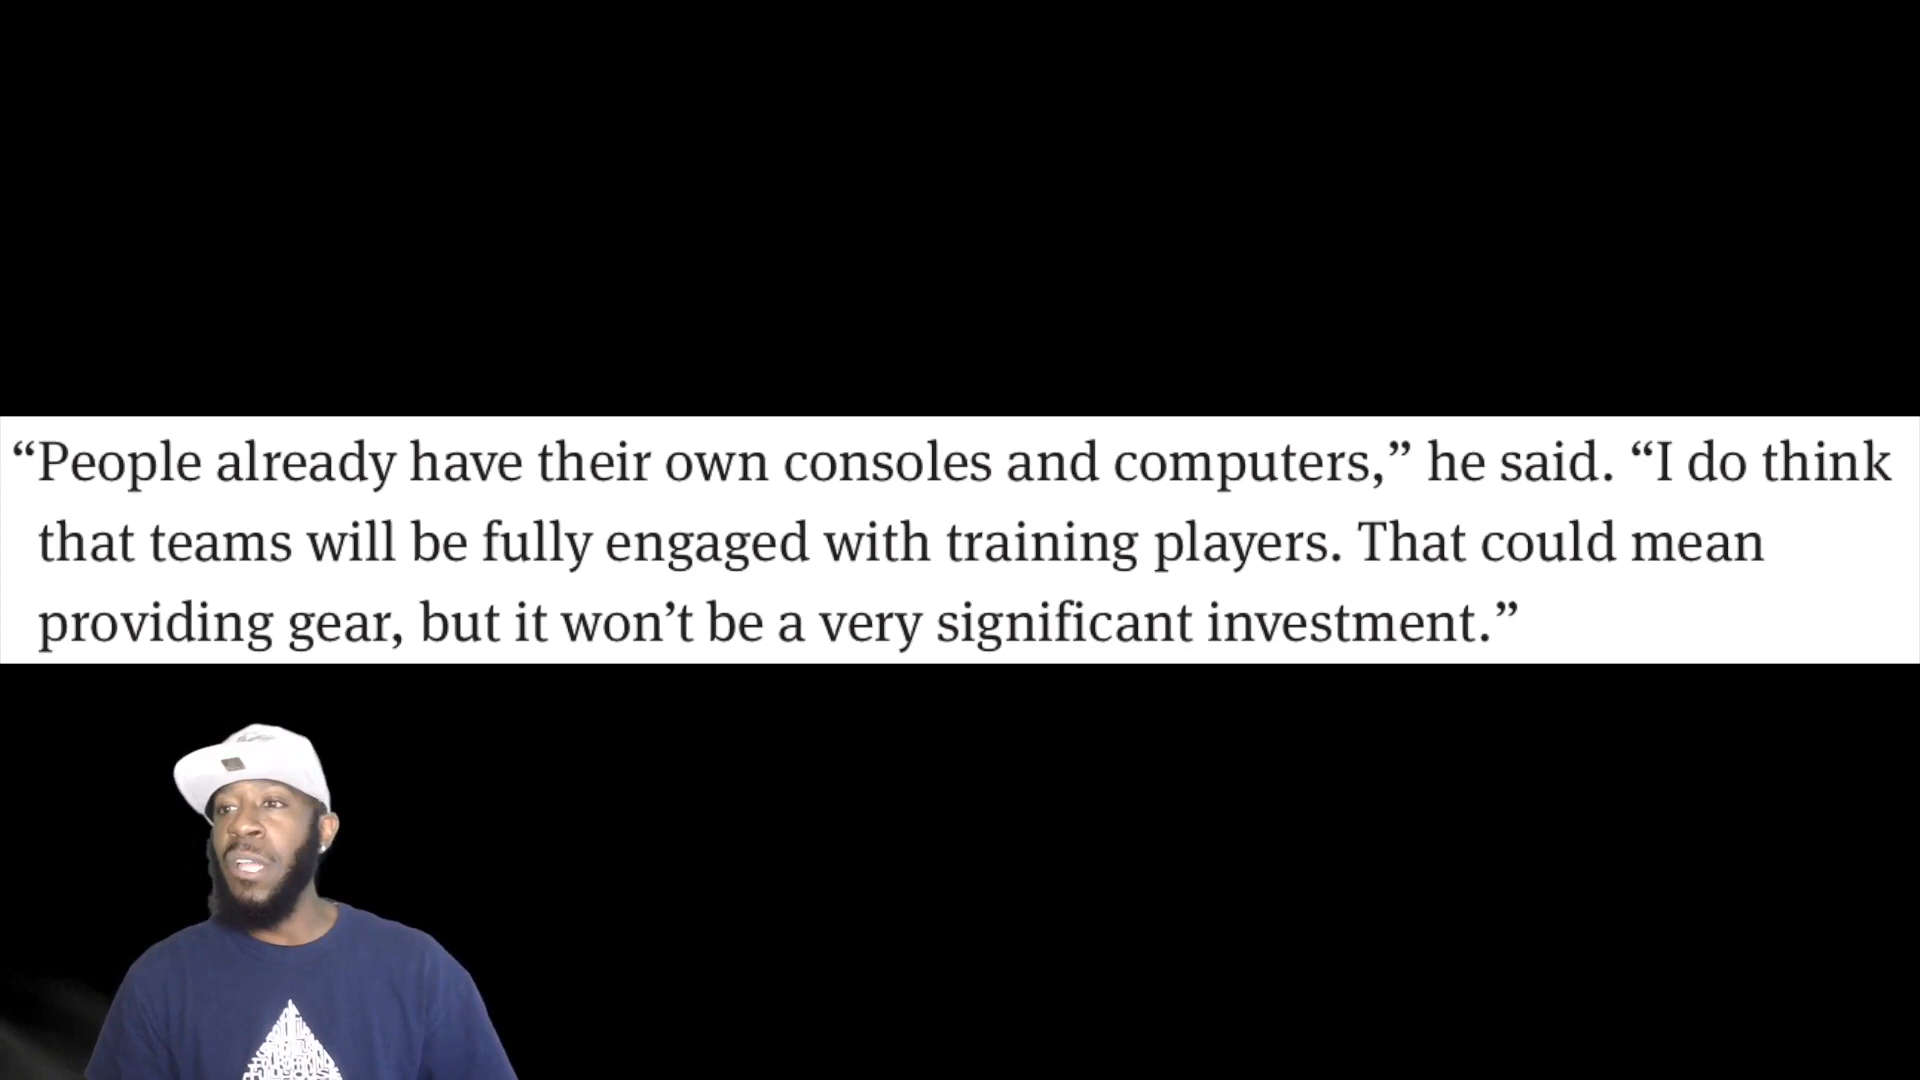 “People already have their own consoles and computers,” he said. “I do think
that teams will be fully engaged with training players. That could mean
providing gear, but it won’t be a very significant investment.”